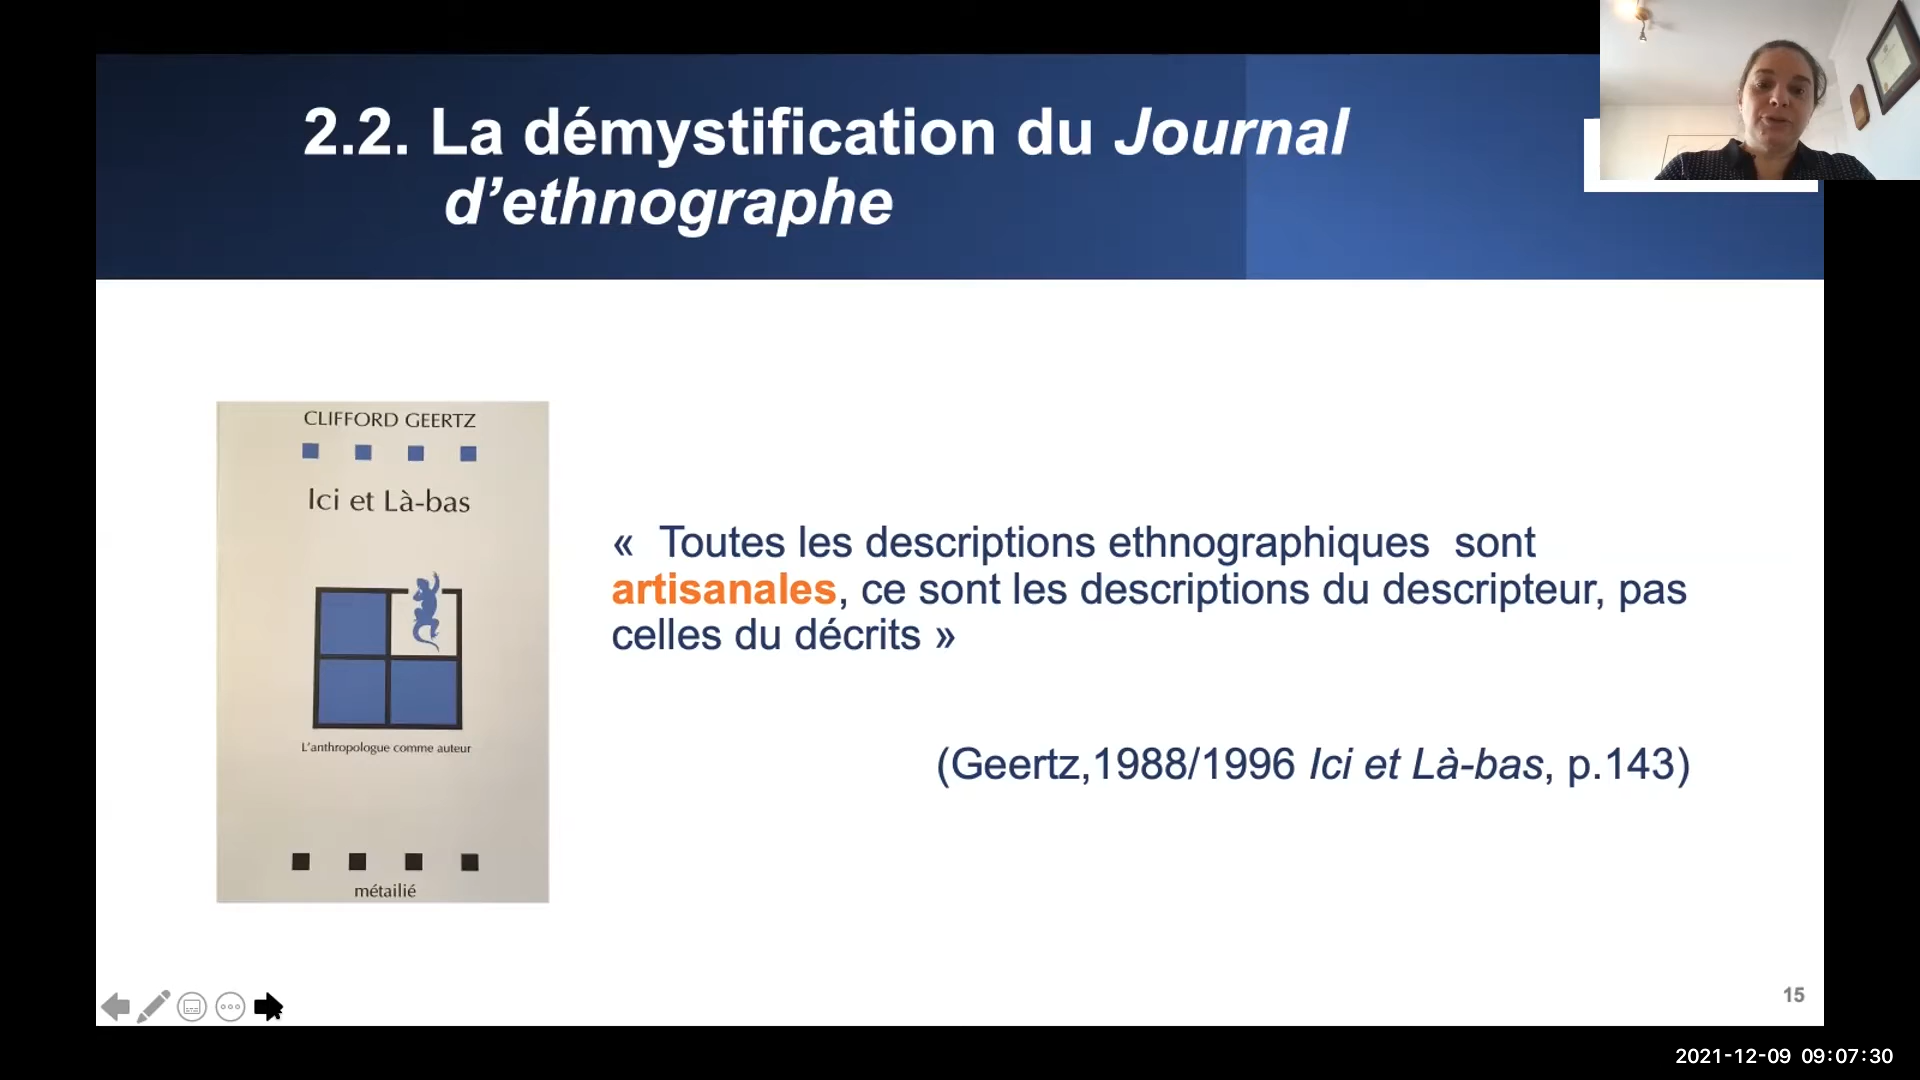 2.2. La démystification du Journal
d’ethnographe
CLIFFORD GEERTZ
Ici et Là-bas
L'anthropologue comme auteur
métailié
«  Toutes les descriptions ethnographiques  sont
artisanales, ce sont les descriptions du descripteur, pas
celles du décrits »
(Geertz,1988/1996 Ici et Là-bas, p.143)
15
2021-12-09 09:07:30